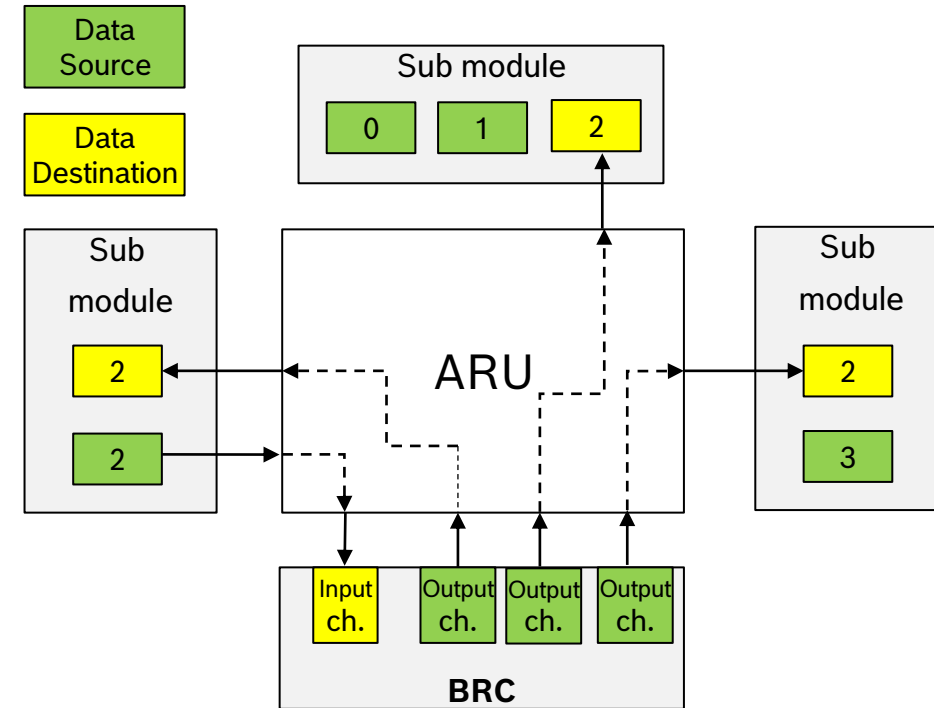 Data
Source
Data
Destination
Sub module
0
1
2
Sub
module
2
2
ARU
Sub
module
2
3
Input
ch.
Output
ch.
Output
ch.
Output
ch.
BRC